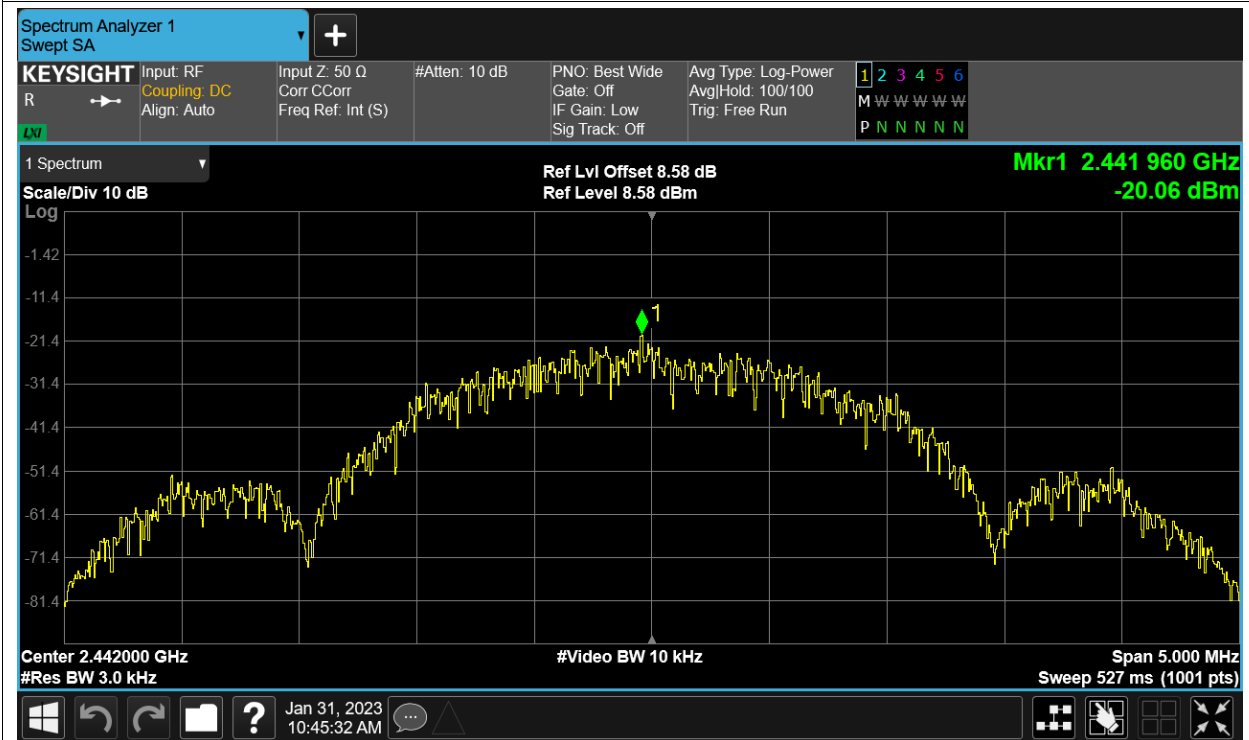 Spectrum Analyzer 1
Swept SA
KEYSIGHT
R
LXI
Input: RF
Coupling: DC
Align: Auto
Input Z: 50 Ω
Corr CCorr
Freq Ref: Int (S)
#Atten: 10 dB
PNO: Best Wide
Gate: Off
IF Gain: Low
Sig Track: Off
Avg Type: Log-Power
Avg|Hold: 100/100
Trig: Free Run
1 2 3 4 5 6
M W W W W W
P N N N N N
1 Spectrum
Scale/Div 10 dB
Log
Ref Lvl Offset 8.58 dB
Ref Level 8.58 dBm
Mkr1 2.441 960 GHz
-20.06 dBm
-1.42
-11.4
1
-21.4
-31.4
-41.4
-51.4
-61.4
-71.4
-81.4
Center 2.442000 GHz
#Res BW 3.0 kHz
#Video BW 10 kHz
Span 5.000 MHz
Sweep 527 ms (1001 pts)
?
Jan 31, 2023
10:45:32 AM